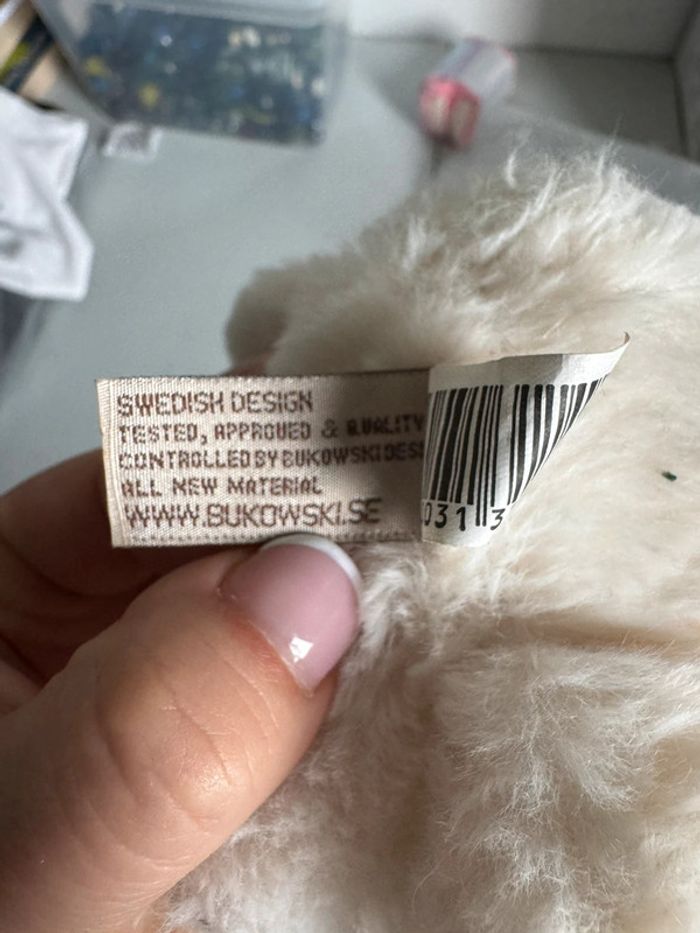 SWEDISH DESIGN
TESTED, APPROVED & QUALITY
CONTROLLED BY BUKOWSKI DES
ALL NEW MATERIAL
WWW.BUKOWSKI.SE
031 3